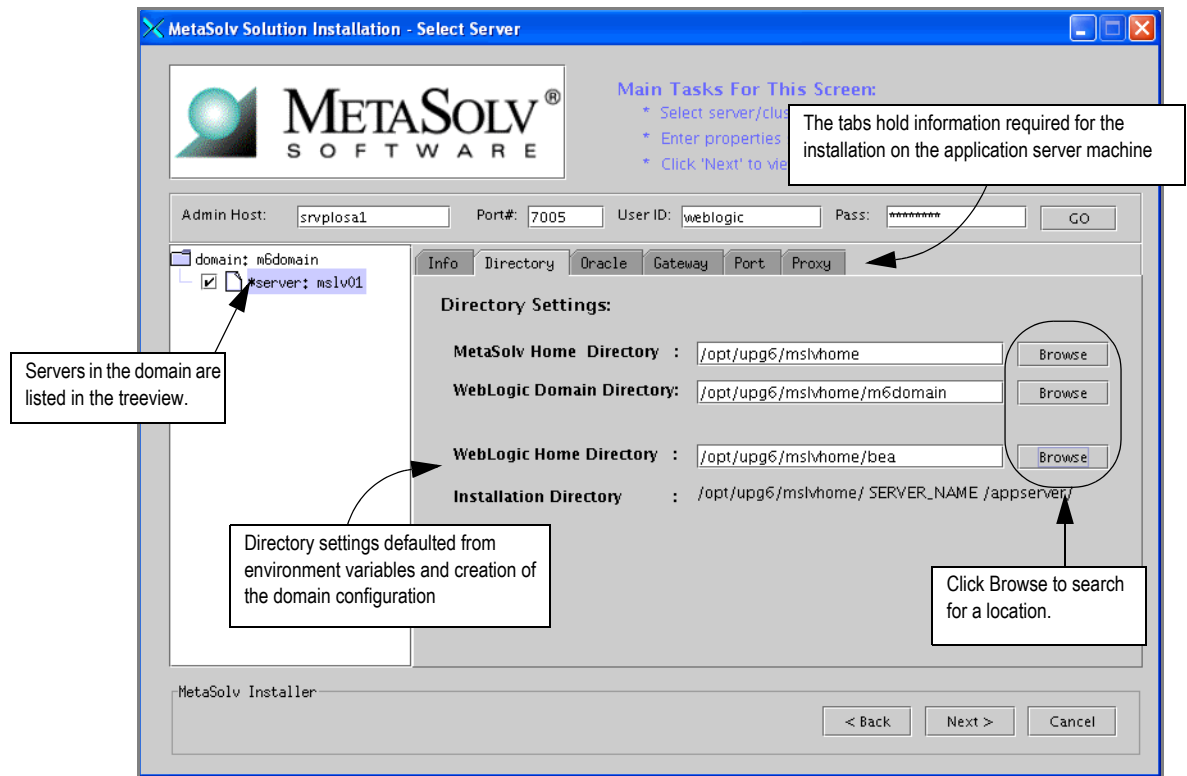 MetaSolv Solution Installation - Select Server
METASOLV®
SOFTWARE
Main Tasks For This Screen:
* Select server/clus
* Enter properties
* Click 'Next' to vie
The tabs hold information required for the
installation on the application server machine
Admin Host: srvplosa1 Port#: 7005 User ID: weblogic Pass: ******** GO
domain: m6domain
*server: mslv01
Info Directory Oracle Gateway Port Proxy
Directory Settings:
MetaSolv Home Directory : /opt/upg6/mslvhome Browse
WebLogic Domain Directory: /opt/upg6/mslvhome/m6domain Browse
WebLogic Home Directory : /opt/upg6/mslvhome/bea Browse
Installation Directory : /opt/upg6/mslvhome/ SERVER_NAME /appserver/
Servers in the domain are
listed in the treeview.
Directory settings defaulted from
environment variables and creation of
the domain configuration
Click Browse to search
for a location.
MetaSolv Installer
< Back Next > Cancel